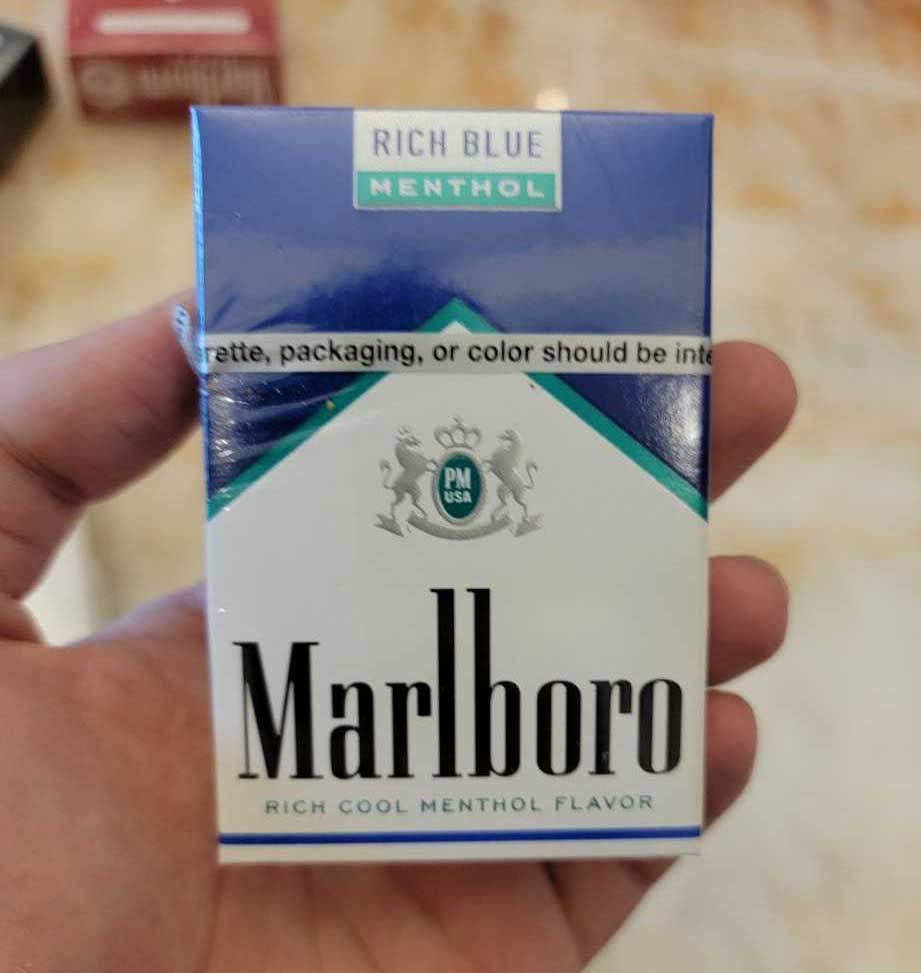 RICH BLUE
MENTHOL
rette, packaging, or color should be inte
PM
USA
Marlboro
RICH COOL MENTHOL FLAVOR